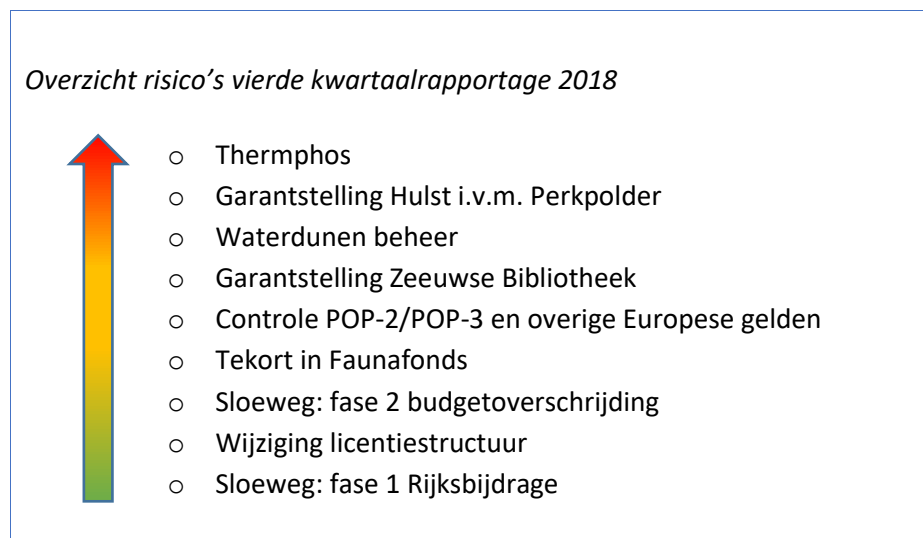 Overzicht risico's vierde kwartaalrapportage 2018
o Thermphos
o Garantstelling Hulst i.v.m. Perkpolder
o Waterdunen beheer
o Garantstelling Zeeuwse Bibliotheek
o Controle POP-2/POP-3 en overige Europese gelden
o Tekort in Faunafonds
o Sloeweg: fase 2 budgetoverschrijding
o Wijziging licentiestructuur
o Sloeweg: fase 1 Rijksbijdrage